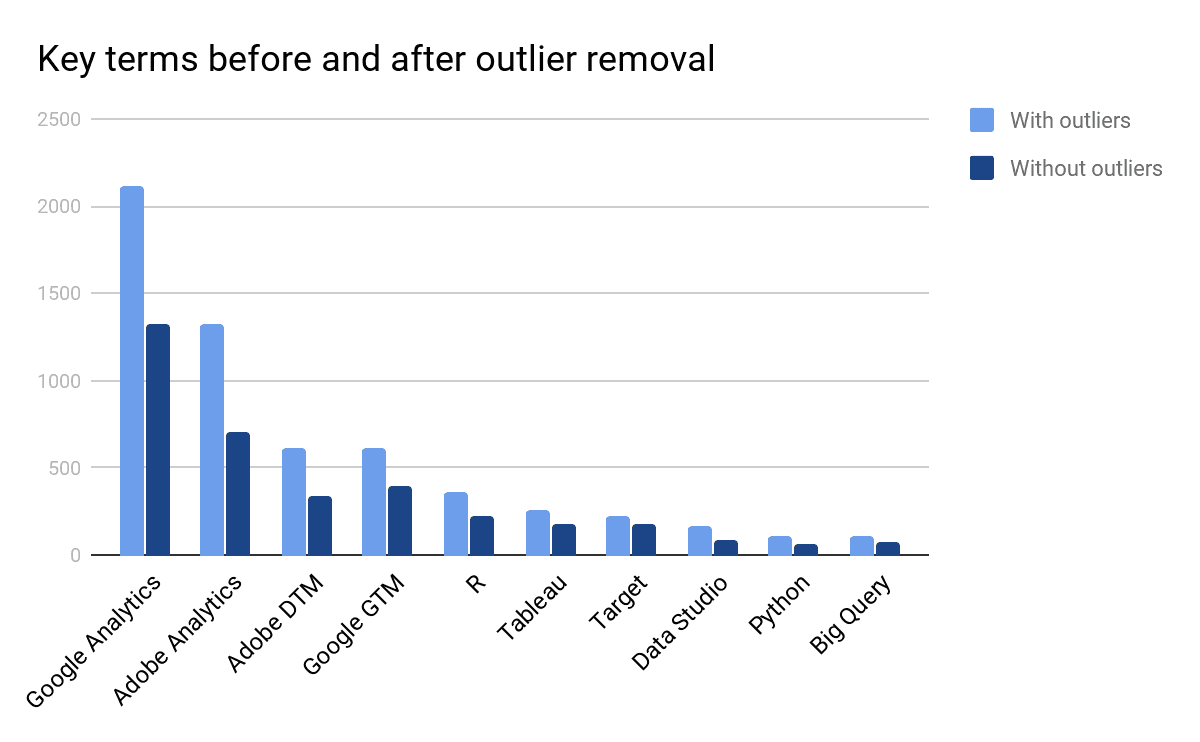 Key terms before and after outlier removal
With outliers
Without outliers
2500
2000
1500
1000
500
0
Google Analytics
Adobe Analytics
Adobe DTM
Google GTM
R
Tableau
Target
Data Studio
Python
Big Query